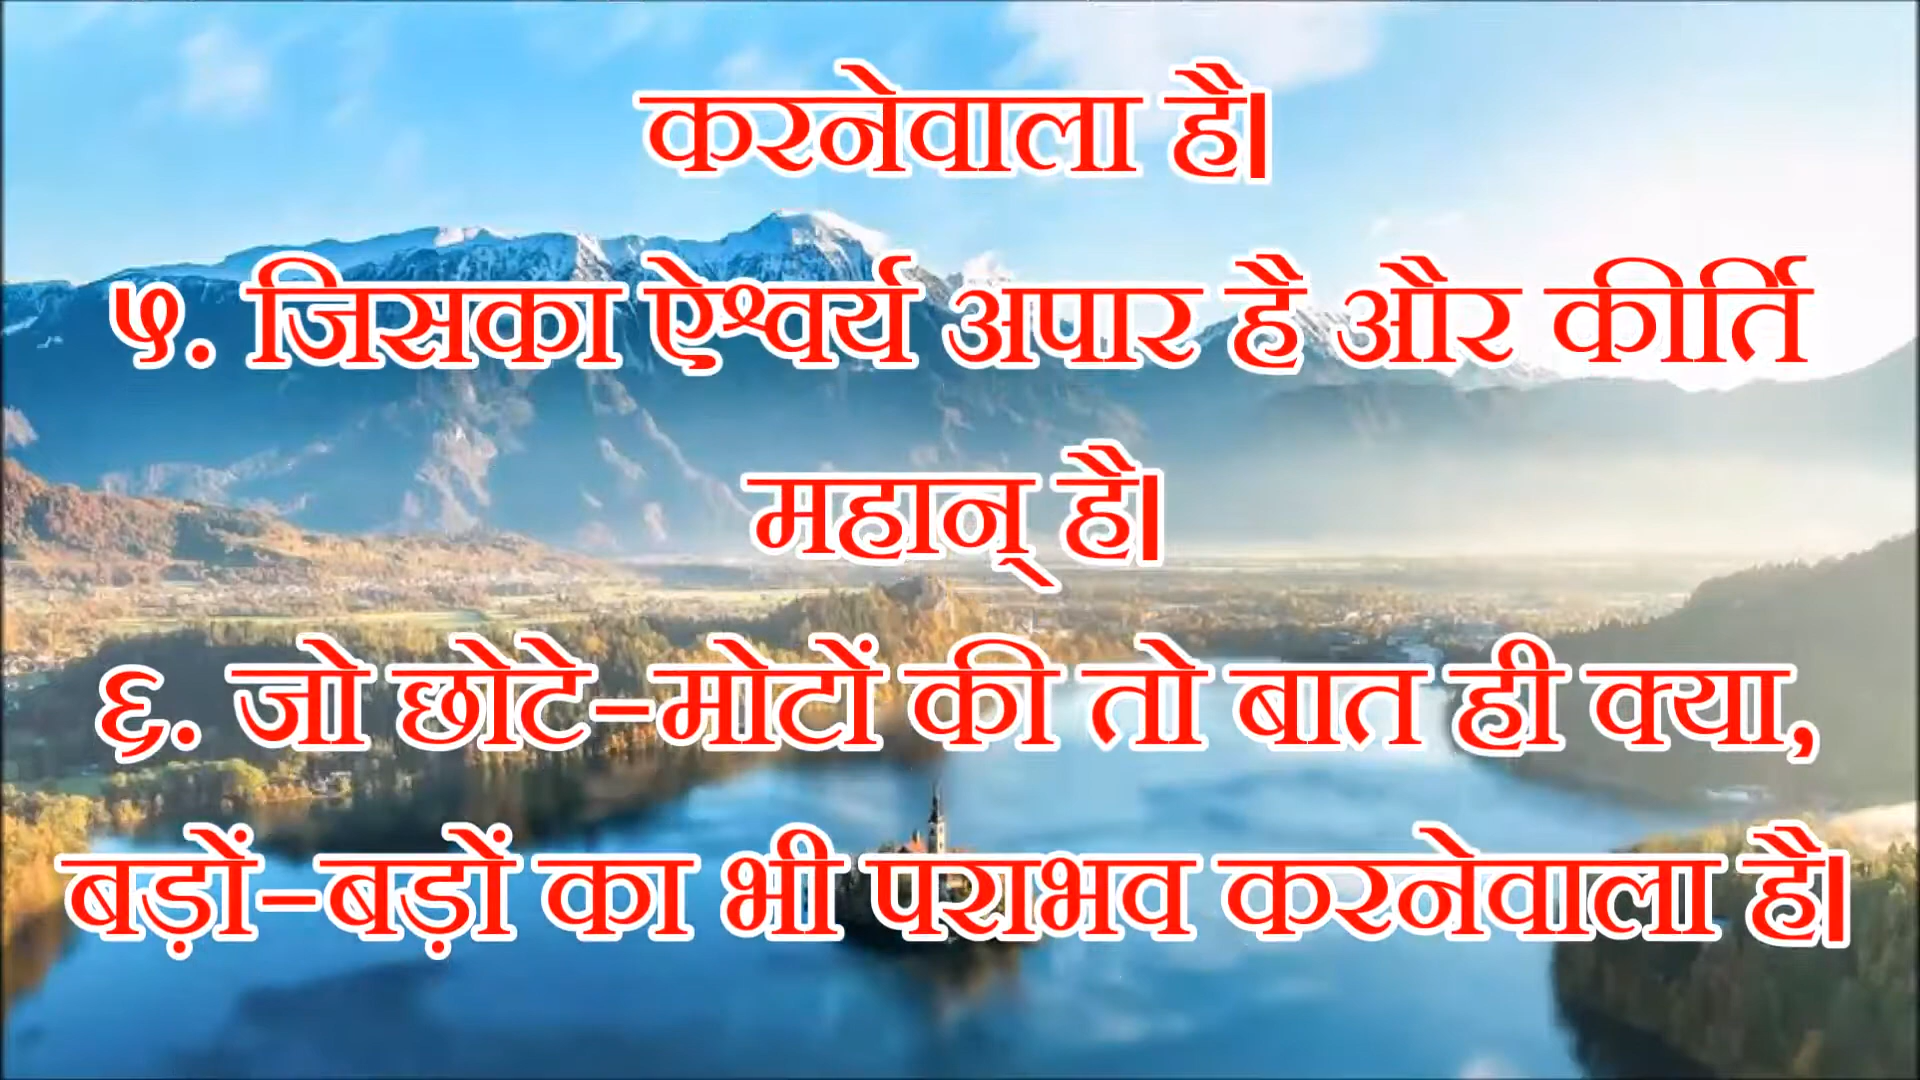 करनेवाला है।
५. जिसका ऐश्वर्य अपार है और कीर्ति
महान् है।
६. जो छोटे-मोटों की तो बात ही क्या,
बड़ों-बड़ों का भी पराभव करनेवाला है।